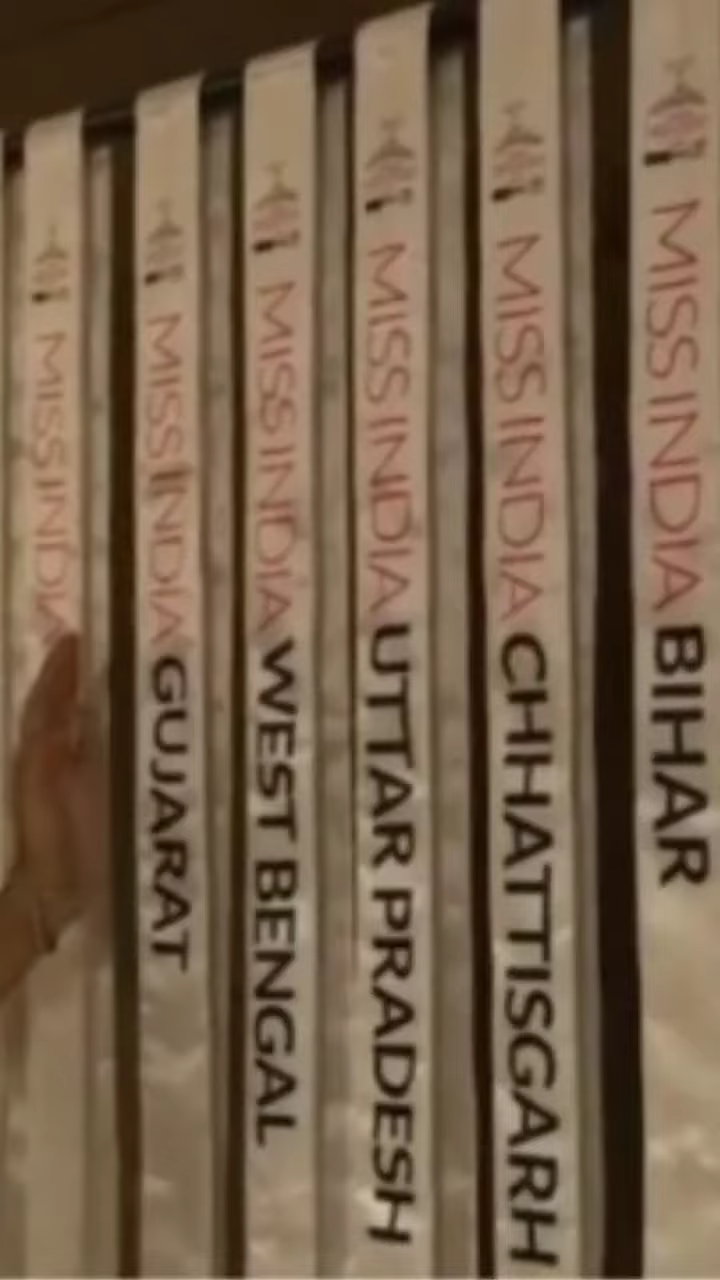 MISS INDIA
MISS INDIA GUJARAT
MISS INDIA WEST BENGAL
MISS INDIA UTTAR PRADESH
MISS INDIA CHHATTISGARH
MISS INDIA BIHAR